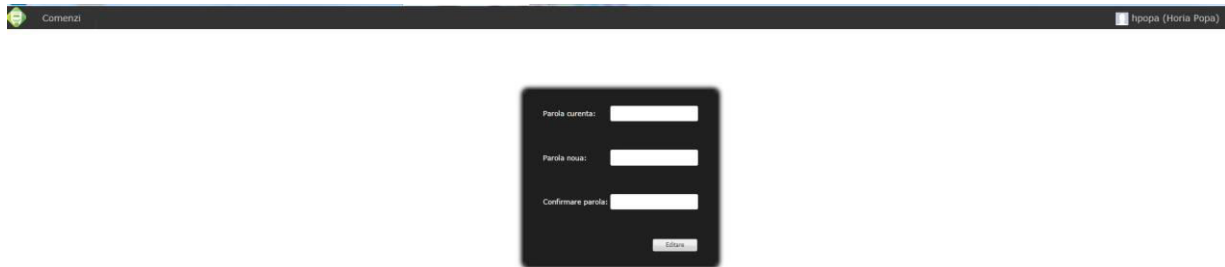 Comenzi hpopa (Horia Popa)
Parola curenta:
Parola noua:
Confirmare parola:
Editare